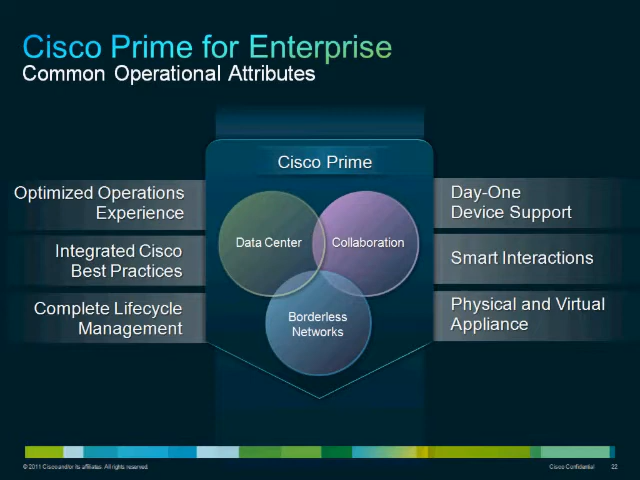 Cisco Prime for Enterprise
Common Operational Attributes
Cisco Prime
Optimized Operations
Experience
Integrated Cisco
Best Practices
Complete Lifecycle
Management
Data Center
Collaboration
Borderless
Networks
Day-One
Device Support
Smart Interactions
Physical and Virtual
Appliance
© 2011 Cisco and/or its affiliates. All rights reserved.
Cisco Confidential
22